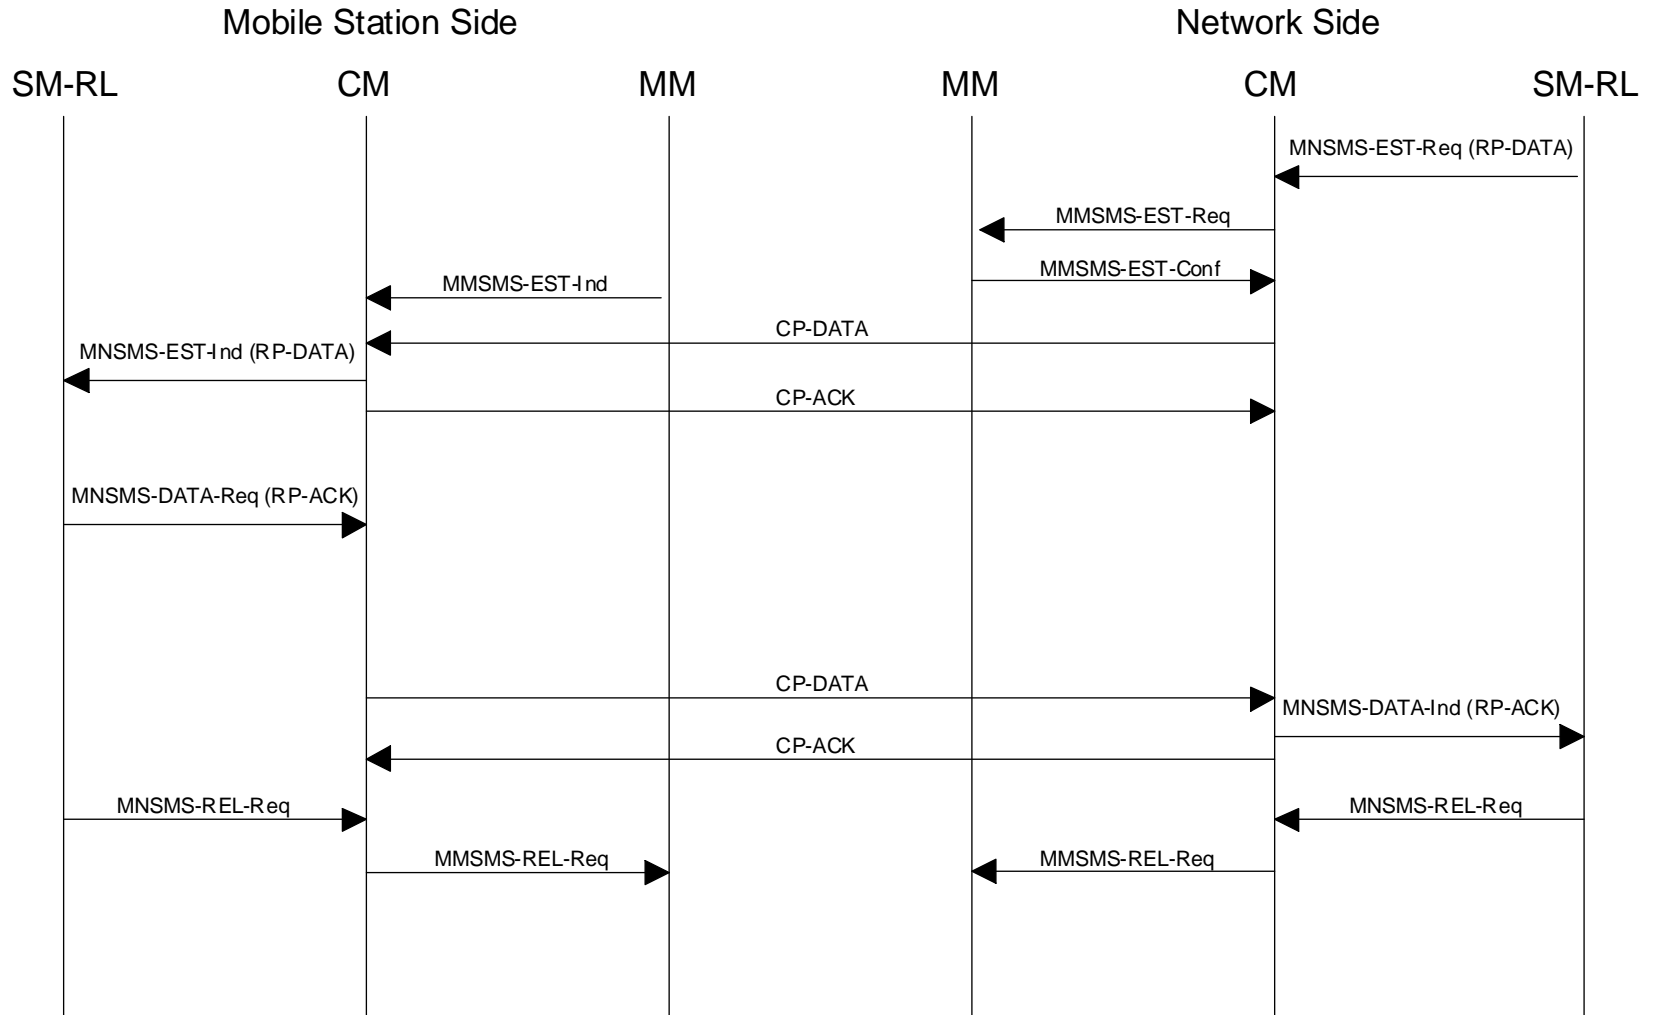 Mobile Station Side
Network Side
SM-RL
CM
MM
MM
CM
SM-RL
MNSMS-EST-Req (RP-DATA)
MMSMS-EST-Req
MMSMS-EST-Conf
MMSMS-EST-Ind
CP-DATA
MNSMS-EST-Ind (RP-DATA)
CP-ACK
MNSMS-DATA-Req (RP-ACK)
CP-DATA
MNSMS-DATA-Ind (RP-ACK)
CP-ACK
MNSMS-REL-Req
MNSMS-REL-Req
MMSMS-REL-Req
MMSMS-REL-Req